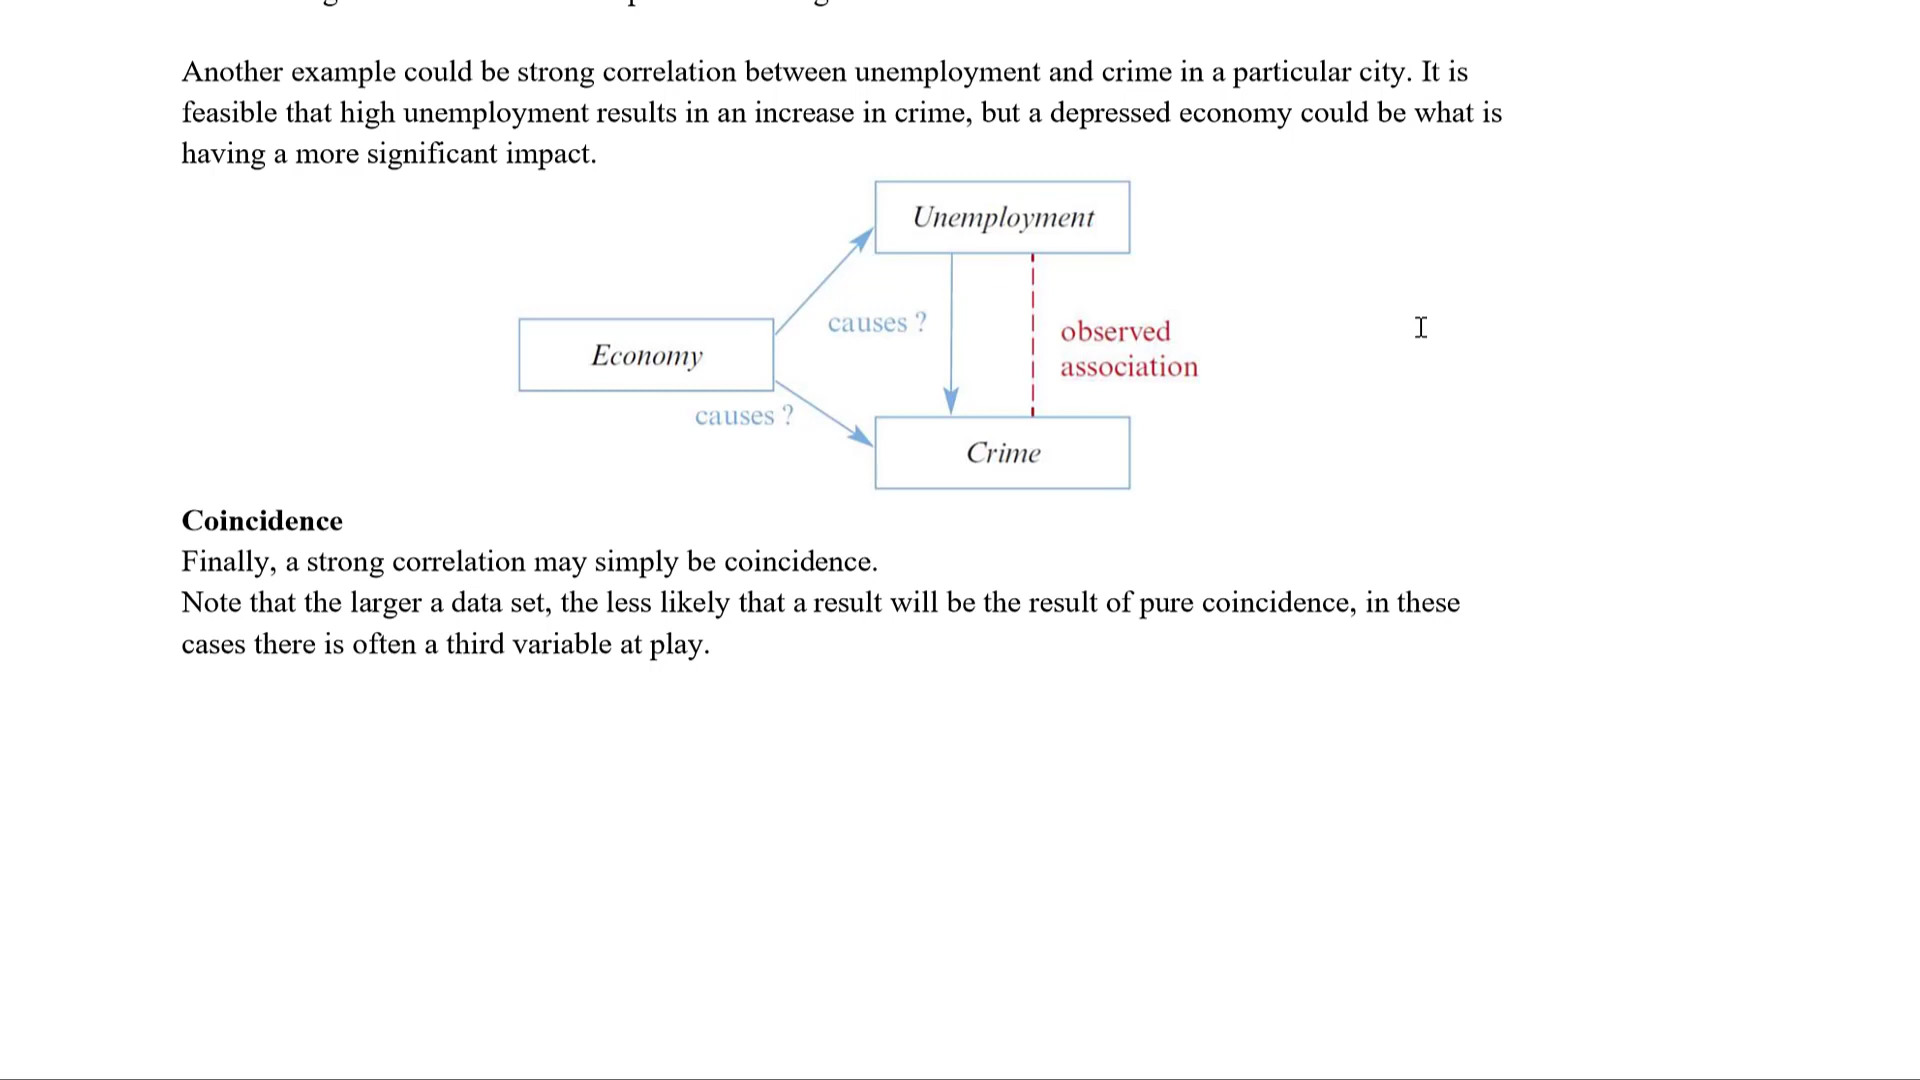 Another example could be strong correlation between unemployment and crime in a particular city. It is
feasible that high unemployment results in an increase in crime, but a depressed economy could be what is
having a more significant impact.
Unemployment
causes ?
observed
association
Economy
causes ?
Crime
Coincidence
Finally, a strong correlation may simply be coincidence.
Note that the larger a data set, the less likely that a result will be the result of pure coincidence, in these
cases there is often a third variable at play.